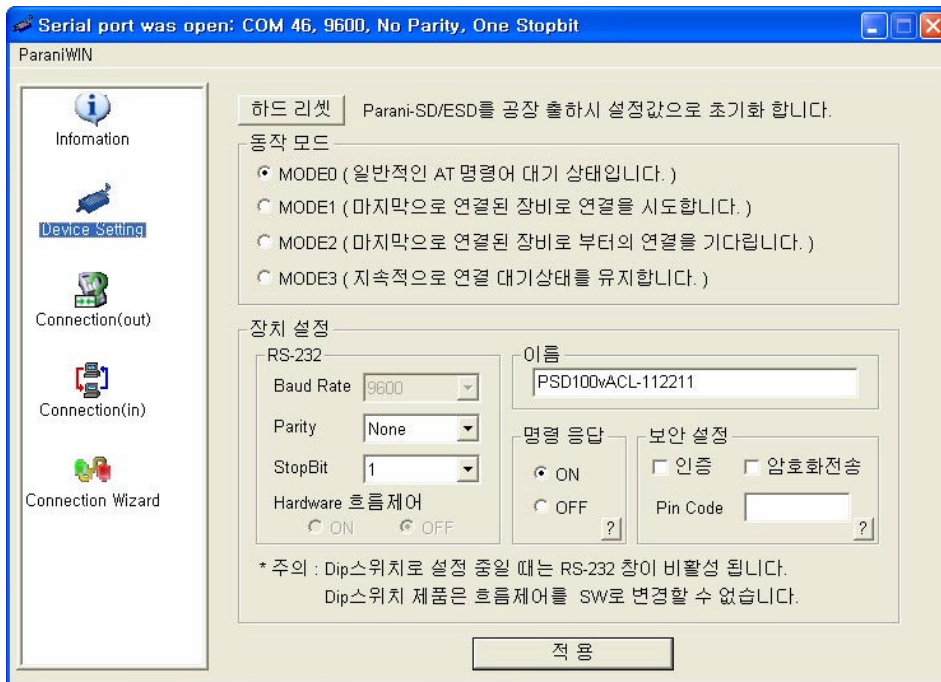 Serial port was open: COM 46, 9600, No Parity, One Stopbit
ParaniWIN
Infomation
Device Setting
Connection(out)
Connection(in)
Connection Wizard
하드 리셋 Parani-SD/ESD를 공장 출하시 설정값으로 초기화 합니다.
동작 모드
MODE0 ( 일반적인 AT 명령어 대기 상태입니다. )
MODE1 ( 마지막으로 연결된 장비로 연결을 시도합니다. )
MODE2 ( 마지막으로 연결된 장비로 부터의 연결을 기다립니다. )
MODE3 ( 지속적으로 연결 대기상태를 유지합니다. )
장치 설정
RS-232
Baud Rate 9600
Parity None
StopBit 1
Hardware 흐름제어
ON OFF
이름
PSD100vACL-112211
명령 응답
ON
OFF
?
보안 설정
인증 암호화전송
Pin Code
?
* 주의 : Dip스위치로 설정 중일 때는 RS-232 창이 비활성 됩니다.
Dip스위치 제품은 흐름제어를 SW로 변경할 수 없습니다.
적 용